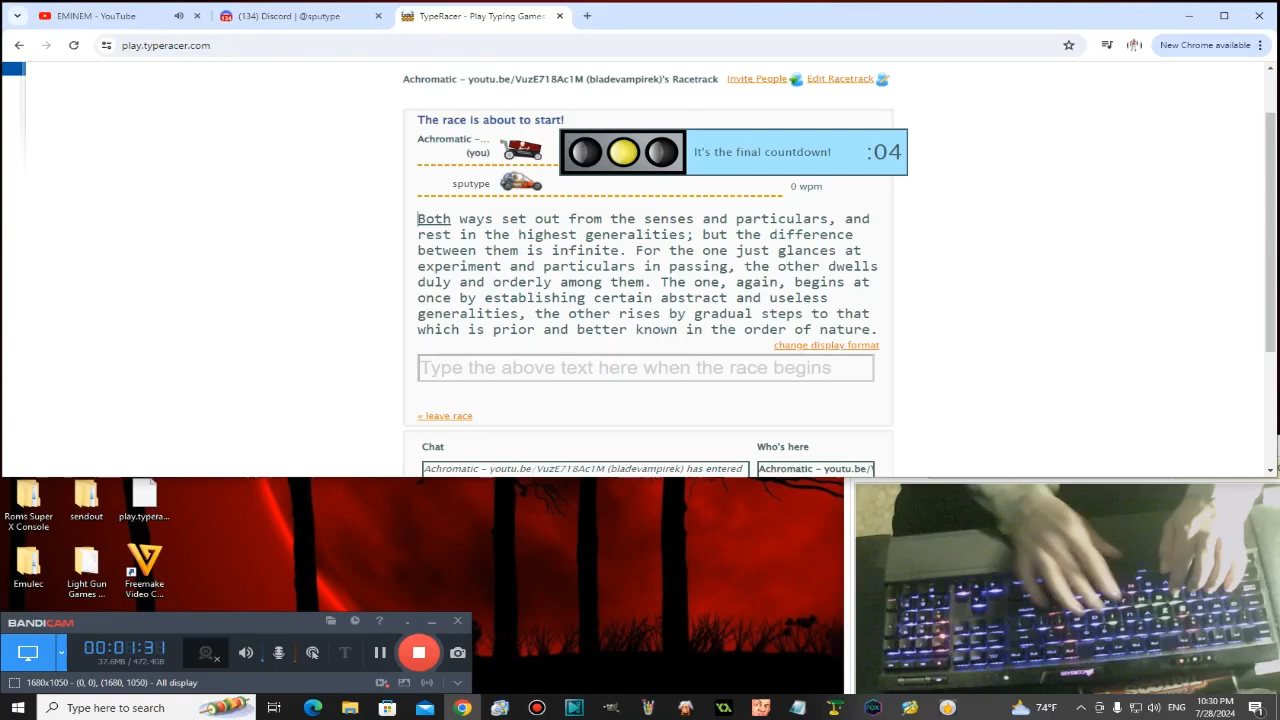 EMINEM - YouTube
(134) Discord | @sputype
TypeRacer - Play Typing Games
play.typeracer.com
New Chrome available
Achromatic - youtu.be/VuzE718Ac1M (bladevampirek)'s Racetrack
Invite People
Edit Racetrack
The race is about to start!
Achromatic -...
(you)
It's the final countdown!
:04
sputype
0 wpm
Both ways set out from the senses and particulars, and
rest in the highest generalities; but the difference
between them is infinite. For the one just glances at
experiment and particulars in passing, the other dwells
duly and orderly among them. The one, again, begins at
once by establishing certain abstract and useless
generalities, the other rises by gradual steps to that
which is prior and better known in the order of nature.
change display format
Type the above text here when the race begins
« leave race
Chat
Who's here
Achromatic - youtu.be/VuzE718Ac1M (bladevampirek) has entered
Achromatic - youtu.be/V
Roms Super
X Console
sendout
play.typera...
Emulec
Light Gun
Games ...
Freemake
Video C...
BANDICAM
00:01:31
37.6MB / 472.4GB
1680x1050 - (0, 0), (1680, 1050) - All display
Type here to search
74°F
10:30 PM
7/28/2024